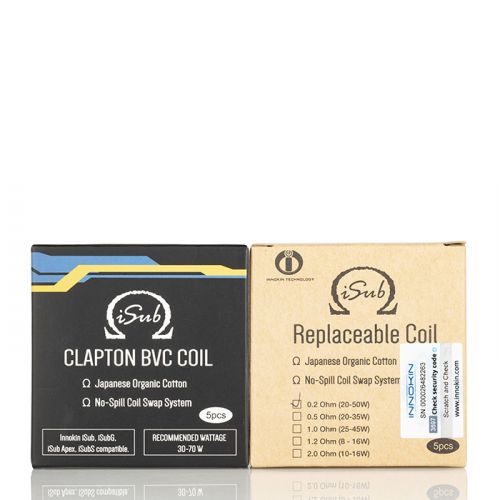 iSub
CLAPTON BVC COIL
Ω Japanese Organic Cotton
Ω No-Spill Coil Swap System
5pcs
Innokin iSub, iSubG,
iSub Apex, iSubS compatible.
RECOMMENDED WATTAGE
30-70 W
INNOKIN TECHNOLOGY
iSub
Replaceable Coil
Ω Japanese Organic Cotton
Ω No-Spill Coil Swap System
0.2 Ohm (20-50W)
0.5 Ohm (20-35W)
1.0 Ohm (25-45W)
1.2 Ohm (8 - 16W)
2.0 Ohm (10-16W)
5pcs
INNOKIN
SN:000026482263
Check security code
Scratch and Check
www.innokin.com